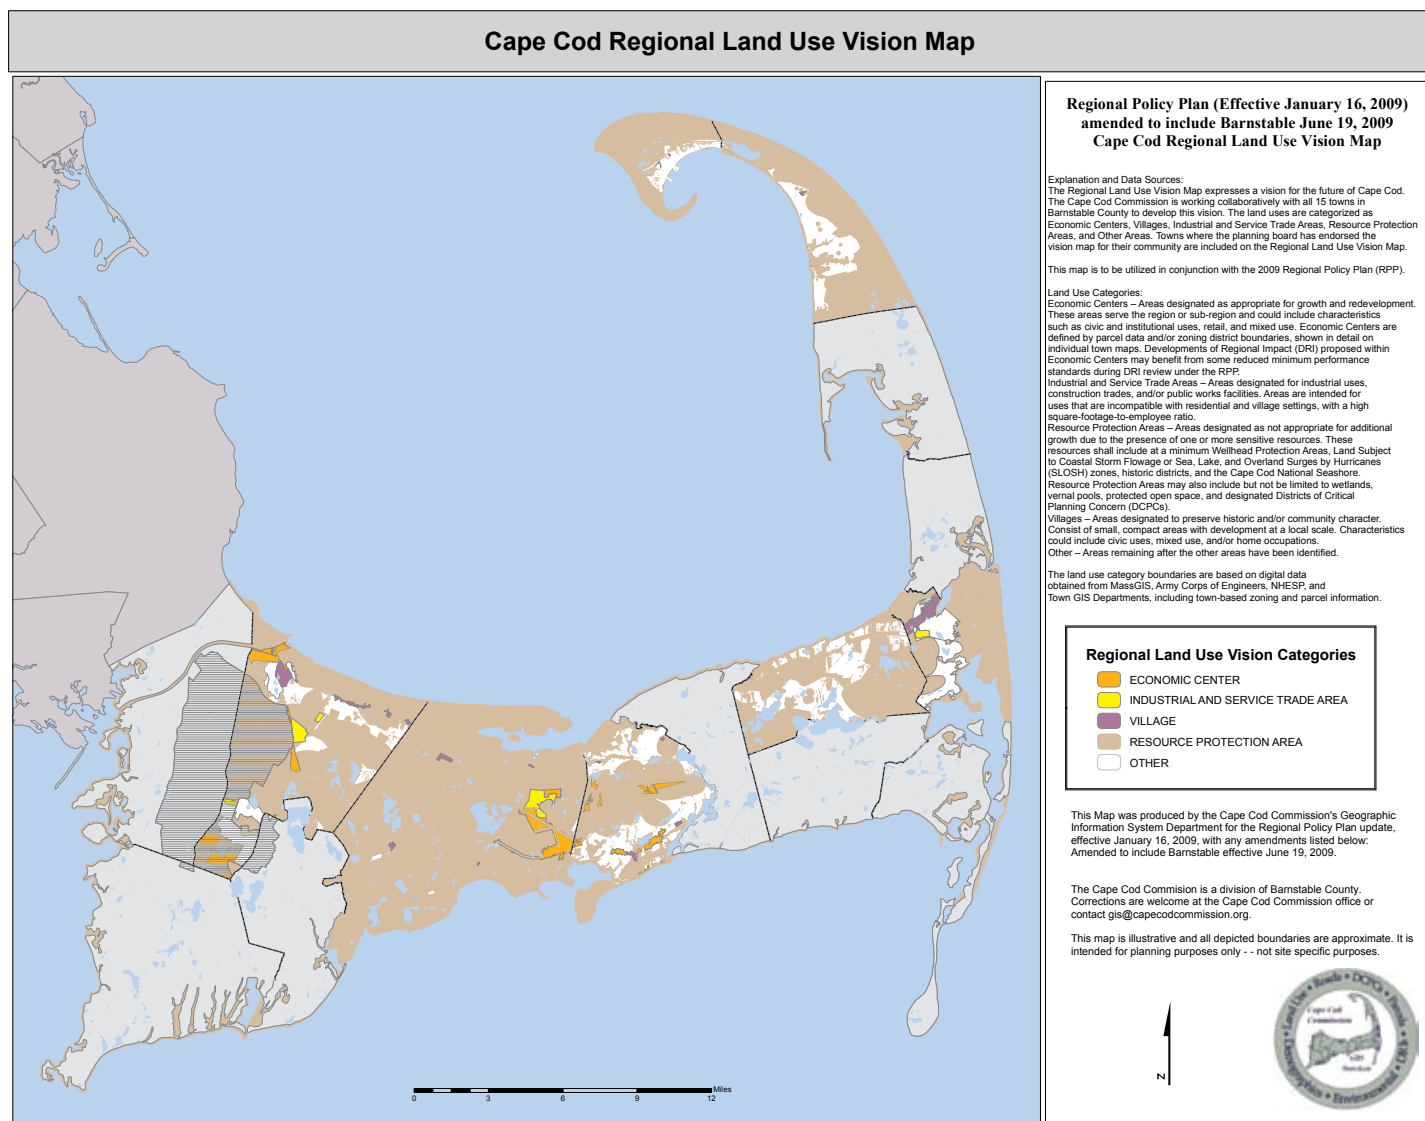 Cape Cod Regional Land Use Vision Map
Regional Policy Plan (Effective January 16, 2009)
amended to include Barnstable June 19, 2009
Cape Cod Regional Land Use Vision Map
Explanation and Data Sources:
The Regional Land Use Vision Map expresses a vision for the future of Cape Cod.
The Cape Cod Commission is working collaboratively with all 15 towns in
Barnstable County to develop this vision. The land uses are categorized as
Economic Centers, Villages, Industrial and Service Trade Areas, Resource Protection
Areas, and Other Areas. Towns where the planning board has endorsed the
vision map for their community are included on the Regional Land Use Vision Map.
This map is to be utilized in conjunction with the 2009 Regional Policy Plan (RPP).
Land Use Categories:
Economic Centers – Areas designated as appropriate for growth and redevelopment.
These areas serve the region or sub-region and could include characteristics
such as civic and institutional uses, retail, and mixed use. Economic Centers are
defined by parcel data and/or zoning district boundaries, shown in detail on
individual town maps. Developments of Regional Impact (DRI) proposed within
Economic Centers may benefit from some reduced minimum performance
standards during DRI review under the RPP.
Industrial and Service Trade Areas – Areas designated for industrial uses,
construction trades, and/or public works facilities. Areas are intended for
uses that are incompatible with residential and village settings, with a high
square-footage-to-employee ratio.
Resource Protection Areas – Areas designated as not appropriate for additional
growth due to the presence of one or more sensitive resources. These
resources shall include at a minimum Wellhead Protection Areas, Land Subject
to Coastal Storm Flowage or Sea, Lake, and Overland Surges by Hurricanes
(SLOSH) zones, historic districts, and the Cape Cod National Seashore.
Resource Protection Areas may also include but not be limited to wetlands,
vernal pools, protected open space, and designated Districts of Critical
Planning Concern (DCPCs).
Villages – Areas designated to preserve historic and/or community character.
Consist of small, compact areas with development at a local scale. Characteristics
could include civic uses, mixed use, and/or home occupations.
Other – Areas remaining after the other areas have been identified.
The land use category boundaries are based on digital data
obtained from MassGIS, Army Corps of Engineers, NHESP, and
Town GIS Departments, including town-based zoning and parcel information.
Regional Land Use Vision Categories
ECONOMIC CENTER
INDUSTRIAL AND SERVICE TRADE AREA
VILLAGE
RESOURCE PROTECTION AREA
OTHER
This Map was produced by the Cape Cod Commission's Geographic
Information System Department for the Regional Policy Plan update,
effective January 16, 2009, with any amendments listed below:
Amended to include Barnstable effective June 19, 2009.
The Cape Cod Commision is a division of Barnstable County.
Corrections are welcome at the Cape Cod Commission office or
contact gis@capecodcommission.org.
This map is illustrative and all depicted boundaries are approximate. It is
intended for planning purposes only - - not site specific purposes.
N
Cape Cod
Commission
Land Use • Roads • DCPCs • Parcels
Demographics • Environmental
Miles
0 3 6 9 12